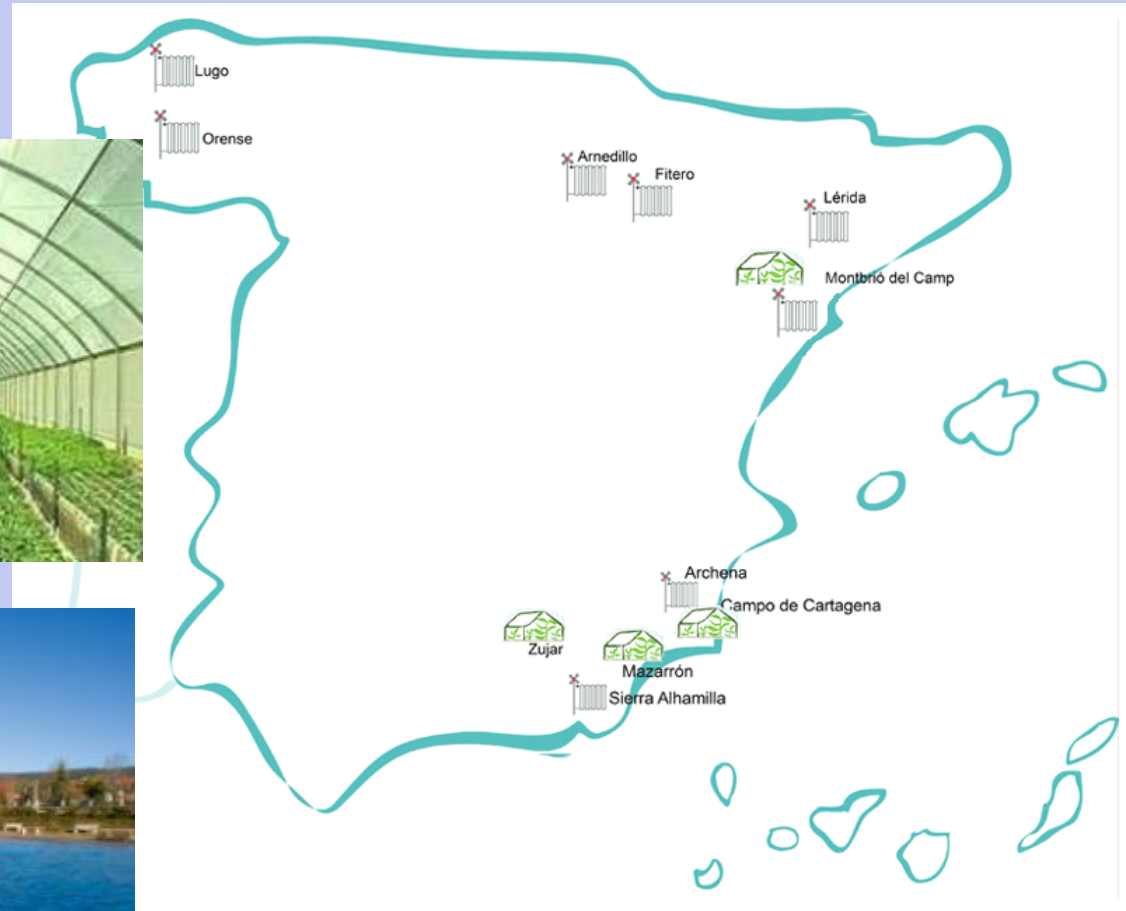 Lugo
Orense
Arnedillo
Fitero
Lérida
Montbrió del Camp
Archena
Campo de Cartagena
Zujar
Mazarrón
Sierra Alhamilla